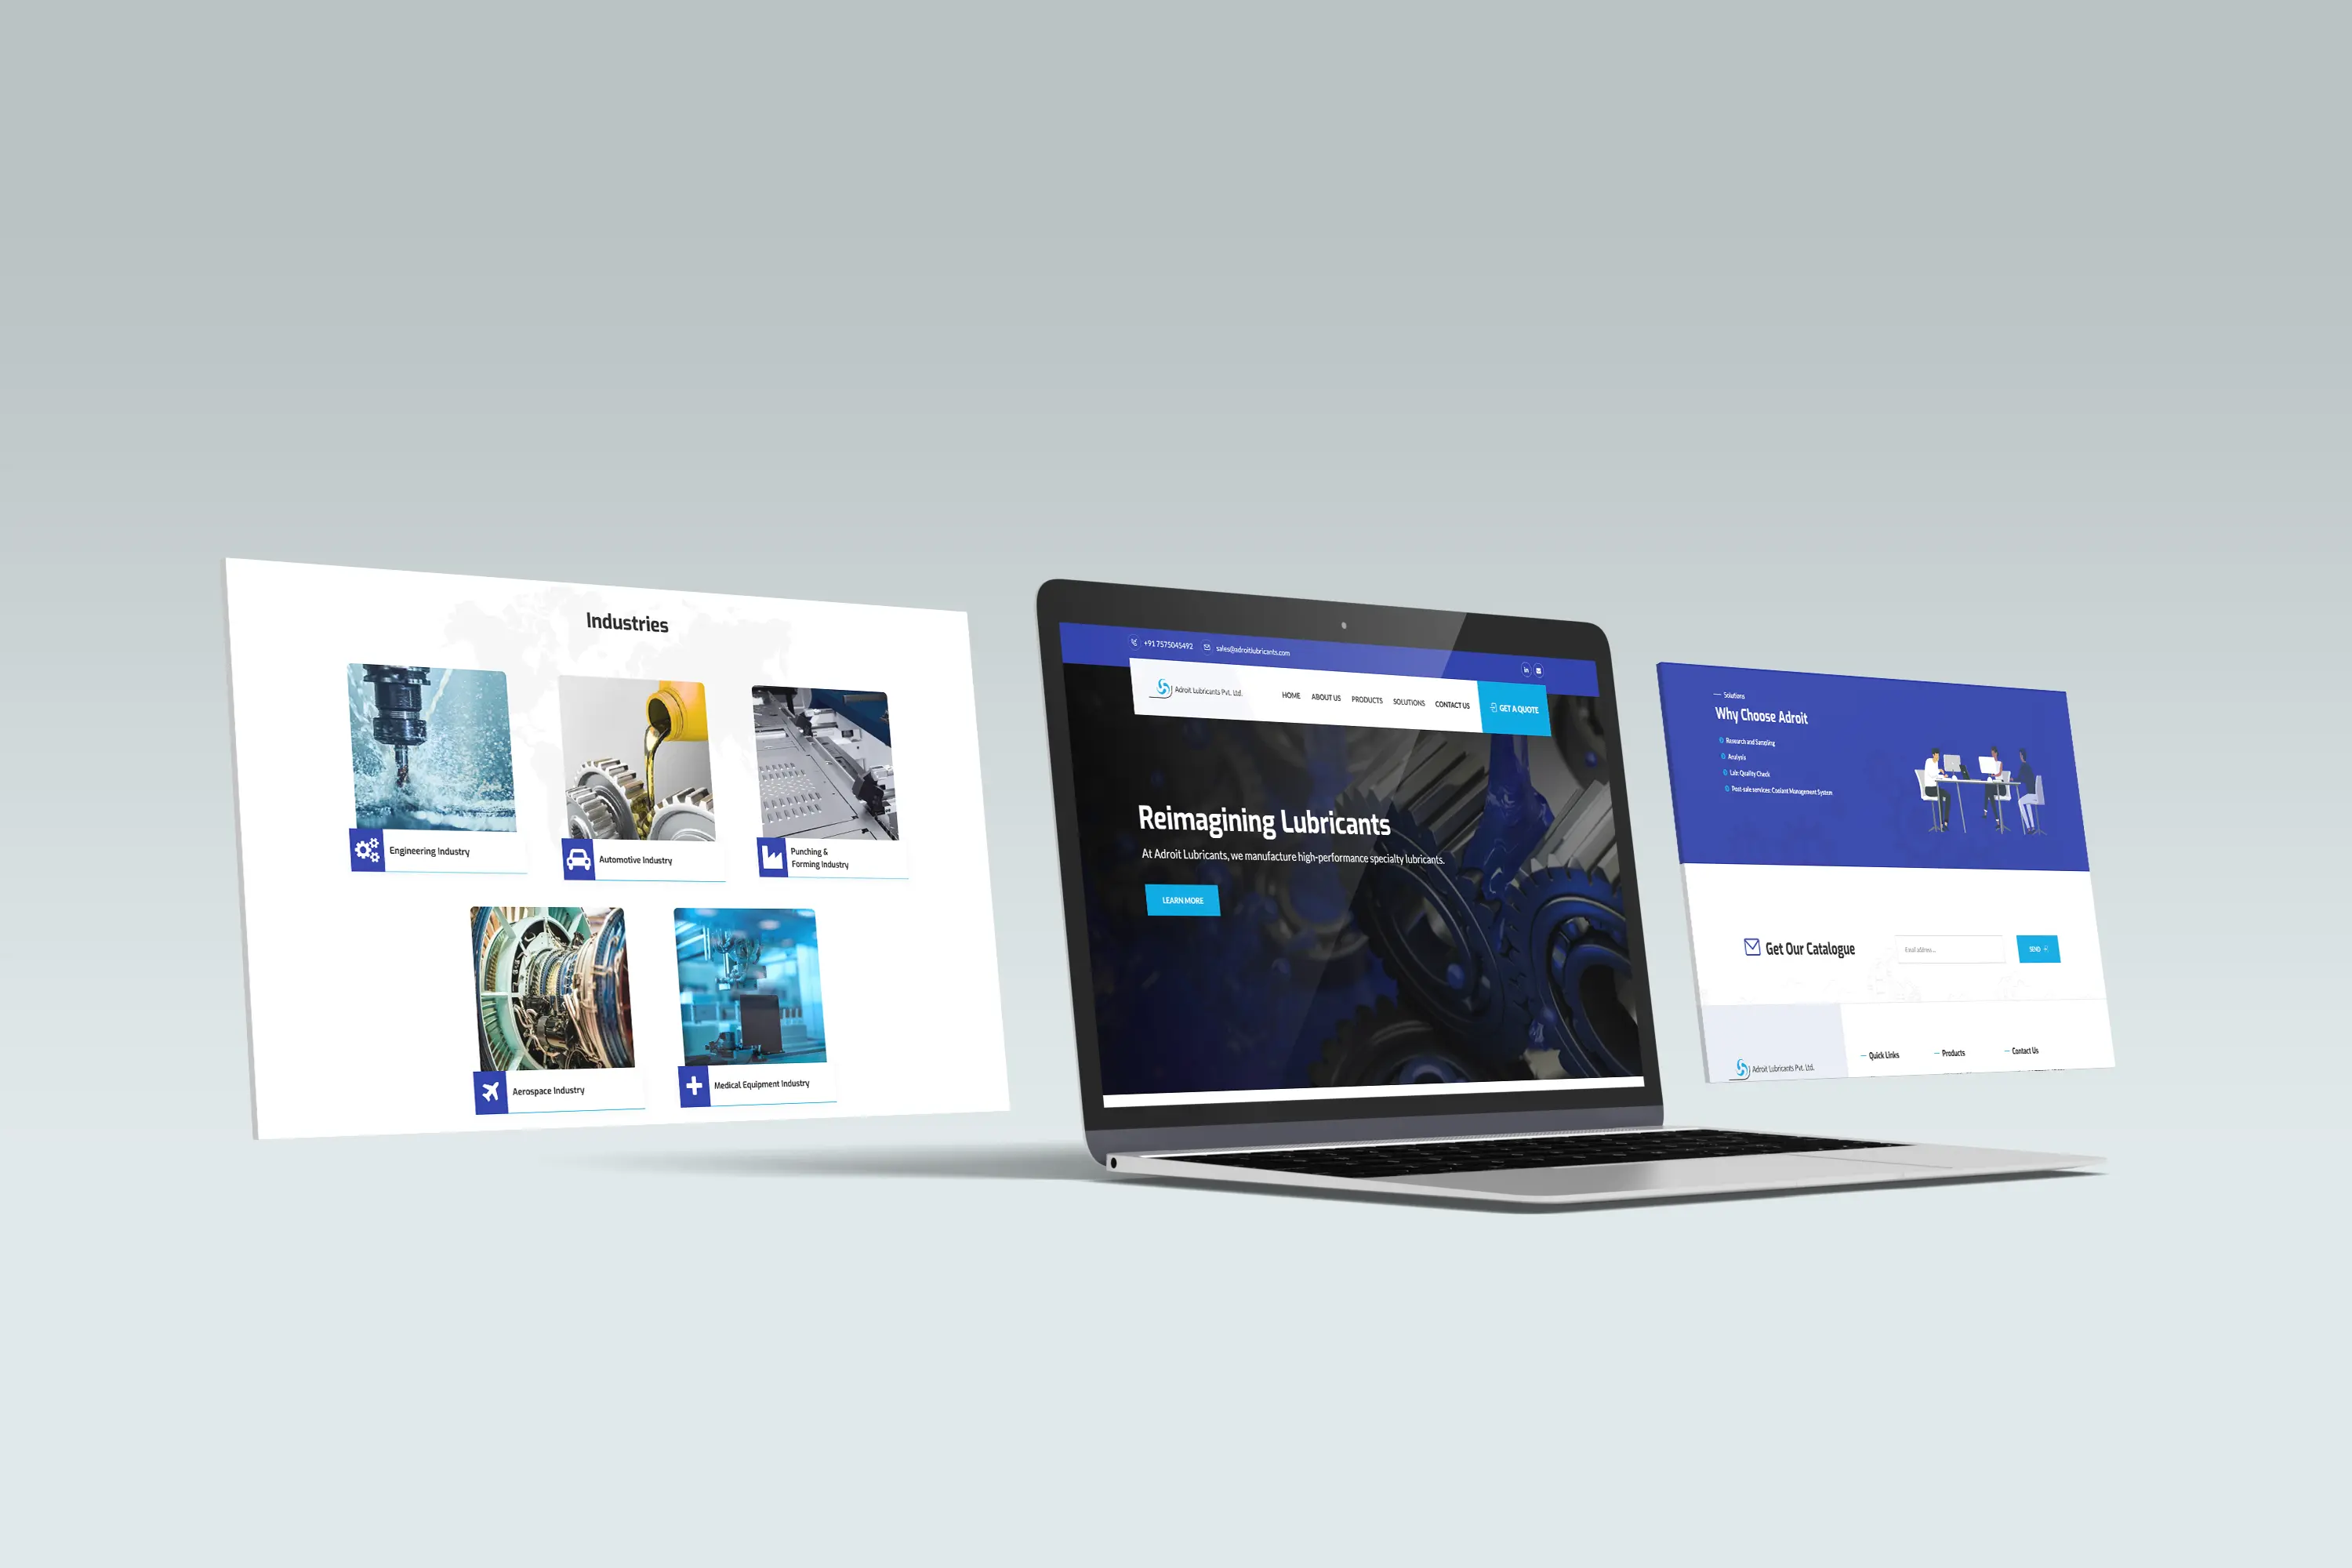 Industries
Engineering Industry
Automotive Industry
Punching &
Forming Industry
Aerospace Industry
Medical Equipment Industry
+91 7575045492
sales@adroitlubricants.com
in
Adroit Lubricants Pvt. Ltd.
HOME
ABOUT US
PRODUCTS
SOLUTIONS
CONTACT US
GET A QUOTE
Reimagining Lubricants
At Adroit Lubricants, we manufacture high-performance specialty lubricants.
LEARN MORE
Solutions
Why Choose Adroit
Research and Sampling
Analysis
Lab: Quality Check
Post-sale services: Coolant Management System
Get Our Catalogue
Email address...
SEND
Adroit Lubricants Pvt. Ltd.
Quick Links
Products
Contact Us